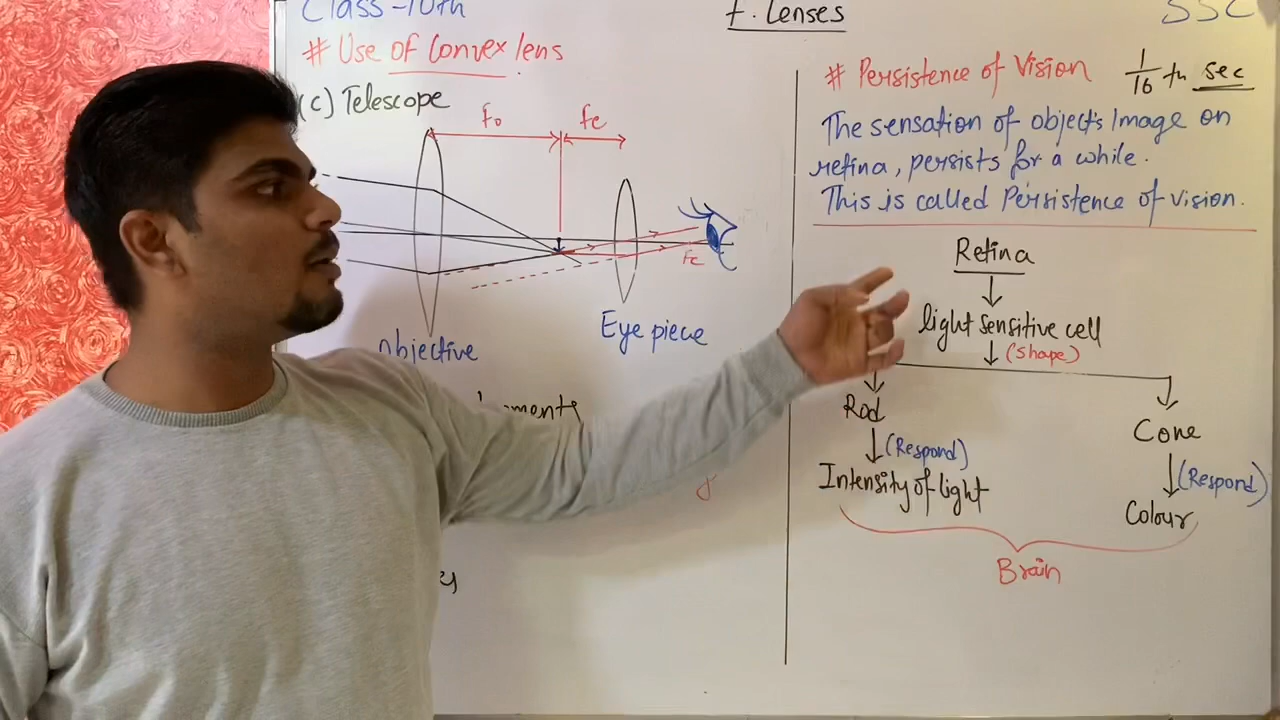 Class-10th
7. Lenses
SSC
# Use of Convex lens
(C) Telescope
Fo
fe
fe
objective
Eye piece
# Persistence of Vision
1/16 th sec
The sensation of object's Image on
retina, persists for a while.
This is called Persistence of vision.
Retina
light sensitive cell
(shape)
Rod
Cone
(Respond)
(Respond)
Intensity of light
Colour
Brain